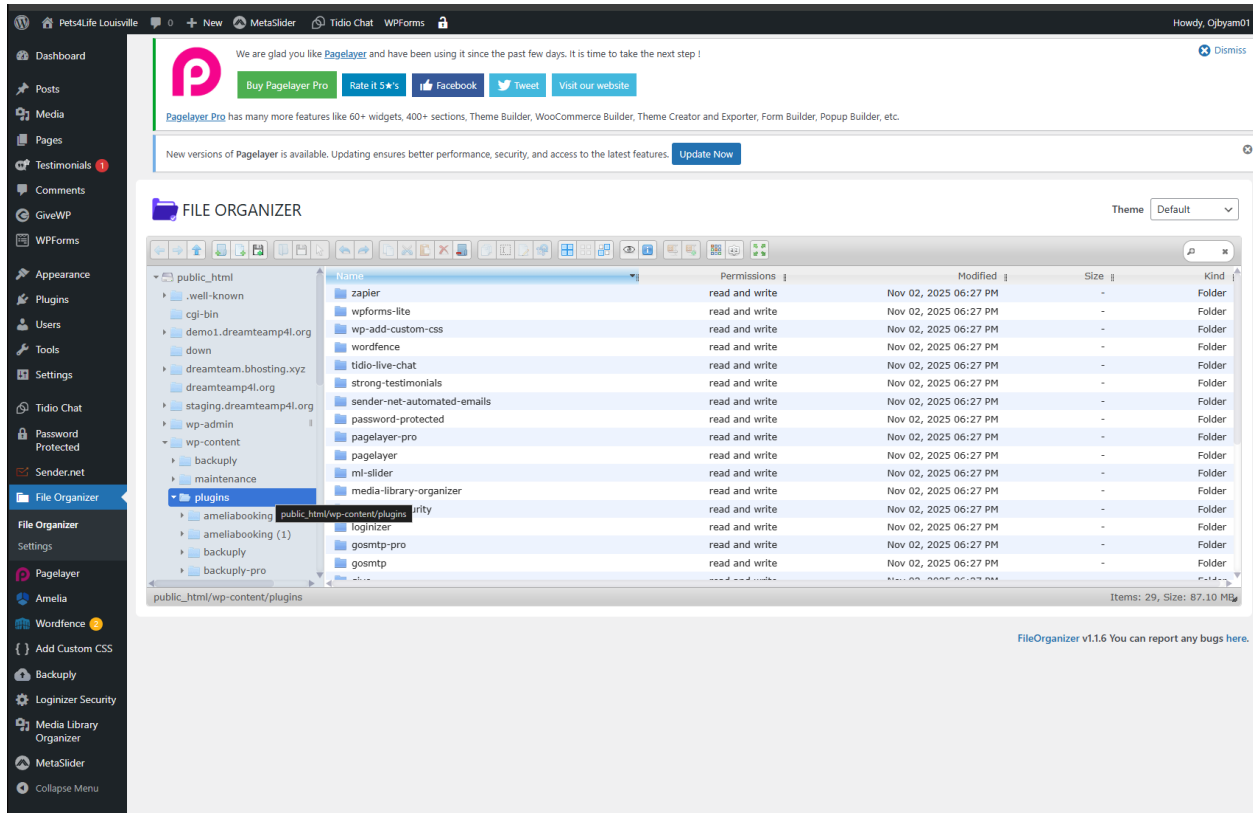 Pets4Life Louisville 0 + New MetaSlider Tidio Chat WPForms Howdy, Ojbyam01
Dashboard
Posts
Media
Pages
Testimonials 1
Comments
GiveWP
WPForms
Appearance
Plugins
Users
Tools
Settings
Tidio Chat
Password
Protected
Sender.net
File Organizer
File Organizer
Settings
Pagelayer
Amelia
Wordfence 2
{ } Add Custom CSS
Backuply
Loginizer Security
Media Library
Organizer
MetaSlider
Collapse Menu
We are glad you like Pagelayer and have been using it since the past few days. It is time to take the next step !
Dismiss
Buy Pagelayer Pro Rate it 5★'s Facebook Tweet Visit our website
Pagelayer Pro has many more features like 60+ widgets, 400+ sections, Theme Builder, WooCommerce Builder, Theme Creator and Exporter, Form Builder, Popup Builder, etc.
New versions of Pagelayer is available. Updating ensures better performance, security, and access to the latest features. Update Now
FILE ORGANIZER
Theme Default
public_html
.well-known
cgi-bin
demo1.dreamteamp4l.org
down
dreamteam.bhosting.xyz
dreamteamp4l.org
staging.dreamteamp4l.org
wp-admin
wp-content
backuply
maintenance
plugins
ameliabooking
ameliabooking (1)
backuply
backuply-pro
public_html/wp-content/plugins
Name Permissions Modified Size Kind
zapier read and write Nov 02, 2025 06:27 PM - Folder
wpforms-lite read and write Nov 02, 2025 06:27 PM - Folder
wp-add-custom-css read and write Nov 02, 2025 06:27 PM - Folder
wordfence read and write Nov 02, 2025 06:27 PM - Folder
tidio-live-chat read and write Nov 02, 2025 06:27 PM - Folder
strong-testimonials read and write Nov 02, 2025 06:27 PM - Folder
sender-net-automated-emails read and write Nov 02, 2025 06:27 PM - Folder
password-protected read and write Nov 02, 2025 06:27 PM - Folder
pagelayer-pro read and write Nov 02, 2025 06:27 PM - Folder
pagelayer read and write Nov 02, 2025 06:27 PM - Folder
ml-slider read and write Nov 02, 2025 06:27 PM - Folder
media-library-organizer read and write Nov 02, 2025 06:27 PM - Folder
urity read and write Nov 02, 2025 06:27 PM - Folder
loginizer read and write Nov 02, 2025 06:27 PM - Folder
gosmtp-pro read and write Nov 02, 2025 06:27 PM - Folder
gosmtp read and write Nov 02, 2025 06:27 PM - Folder
public_html/wp-content/plugins Items: 29, Size: 87.10 MB
FileOrganizer v1.1.6 You can report any bugs here.